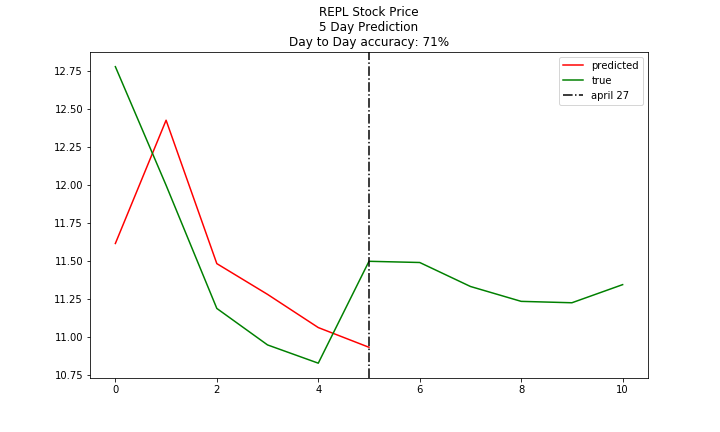 REPL Stock Price
5 Day Prediction
Day to Day accuracy: 71%
predicted
true
april 27
12.75
12.50
12.25
12.00
11.75
11.50
11.25
11.00
10.75
0 2 4 6 8 10